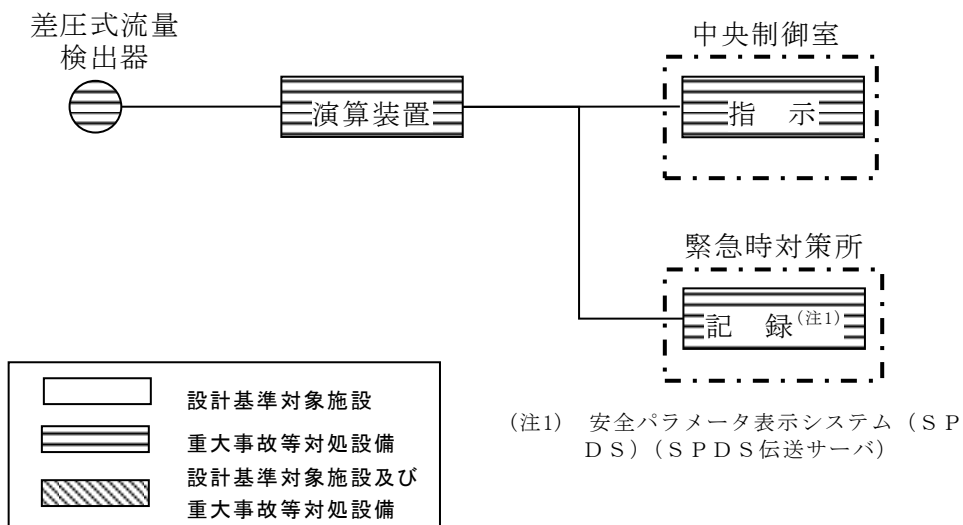 差圧式流量
検出器
演算装置
中央制御室
指　示
緊急時対策所
記　録(注1)
設計基準対象施設
重大事故等対処設備
設計基準対象施設及び
重大事故等対処設備
(注1)　安全パラメータ表示システム（ＳＰ
ＤＳ）（ＳＰＤＳ伝送サーバ）